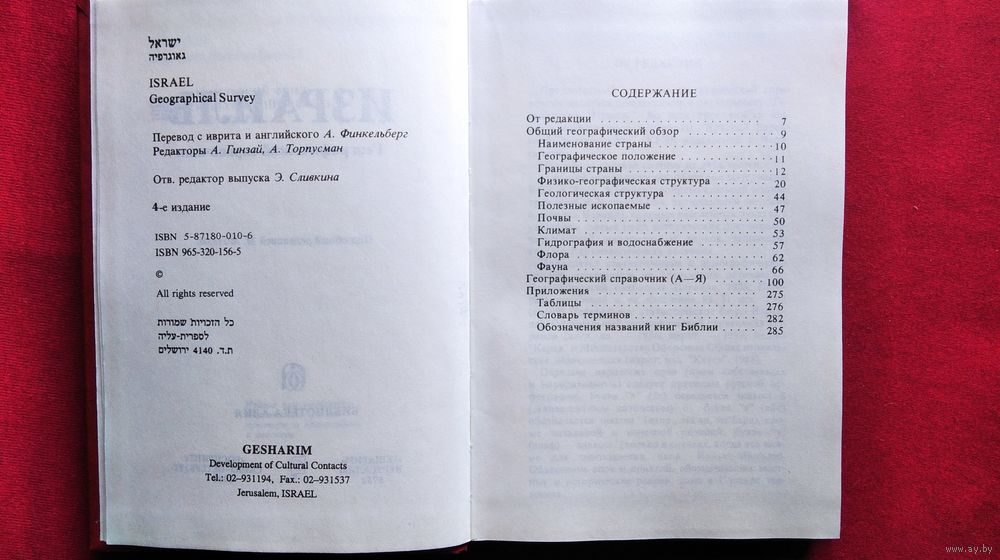 ישראל
גאוגרפיה
ISRAEL
Geographical Survey
Перевод с иврита и английского А. Финкельберг
Редакторы А. Гинзай, А. Торпусман
Отв. редактор выпуска Э. Сливкина
4-е издание
ISBN 5-87180-010-6
ISBN 965-320-156-5
©
All rights reserved
כל הזכויות שמורות
לספרית-עליה
ת.ד. 4140 ירושלים
GESHARIM
Development of Cultural Contacts
Tel.: 02-931194, Fax.: 02-931537
Jerusalem, ISRAEL
СОДЕРЖАНИЕ
От редакции . . . . . . . . . . . . . . . . . . . . 7
Общий географический обзор . . . . . . . . . . . 9
Наименование страны . . . . . . . . . . . . . 10
Географическое положение . . . . . . . . . . . 11
Границы страны . . . . . . . . . . . . . . . . 12
Физико-географическая структура . . . . . . . 20
Геологическая структура . . . . . . . . . . . . 44
Полезные ископаемые . . . . . . . . . . . . . 47
Почвы . . . . . . . . . . . . . . . . . . . . . 50
Климат . . . . . . . . . . . . . . . . . . . . 53
Гидрография и водоснабжение . . . . . . . . . 57
Флора . . . . . . . . . . . . . . . . . . . . . 62
Фауна . . . . . . . . . . . . . . . . . . . . . 66
Географический справочник (А—Я) . . . . . . . 100
Приложения . . . . . . . . . . . . . . . . . . 275
Таблицы . . . . . . . . . . . . . . . . . . . 276
Словарь терминов . . . . . . . . . . . . . . . 282
Обозначения названий книг Библии . . . . . 285
www.ay.by